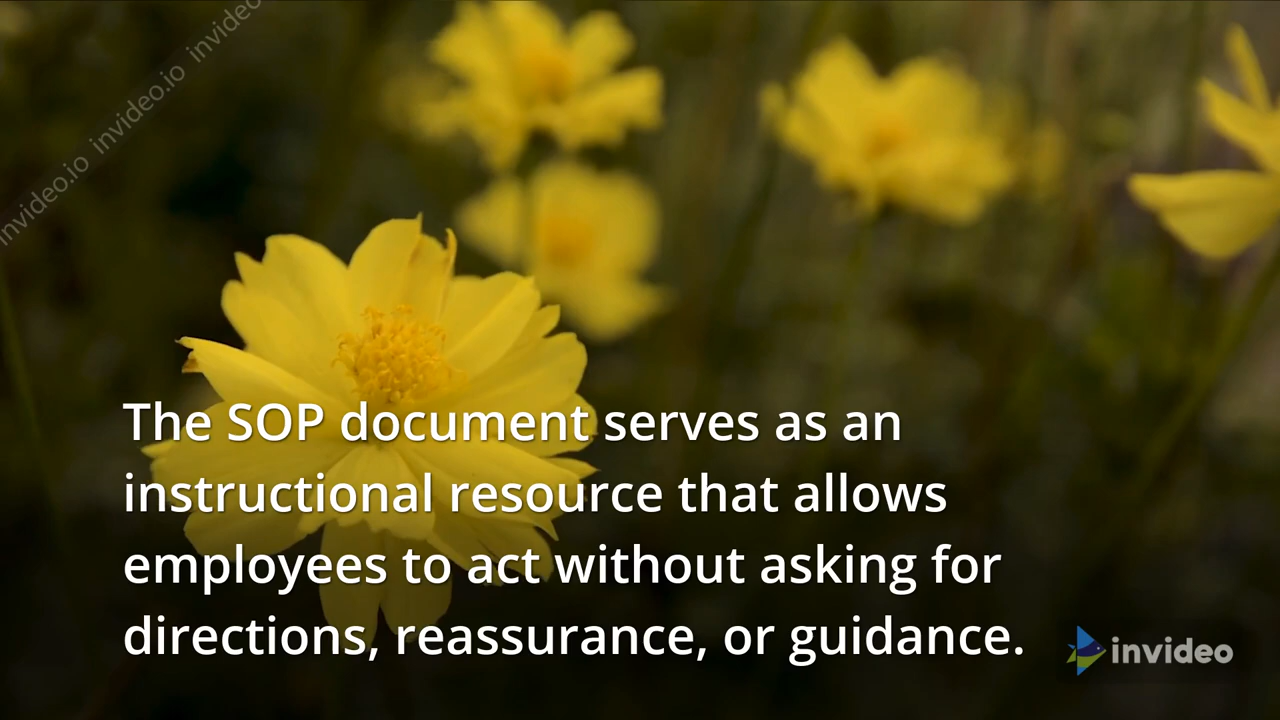 invideo.io invideo.io invideo
The SOP document serves as an
instructional resource that allows
employees to act without asking for
directions, reassurance, or guidance.
invideo